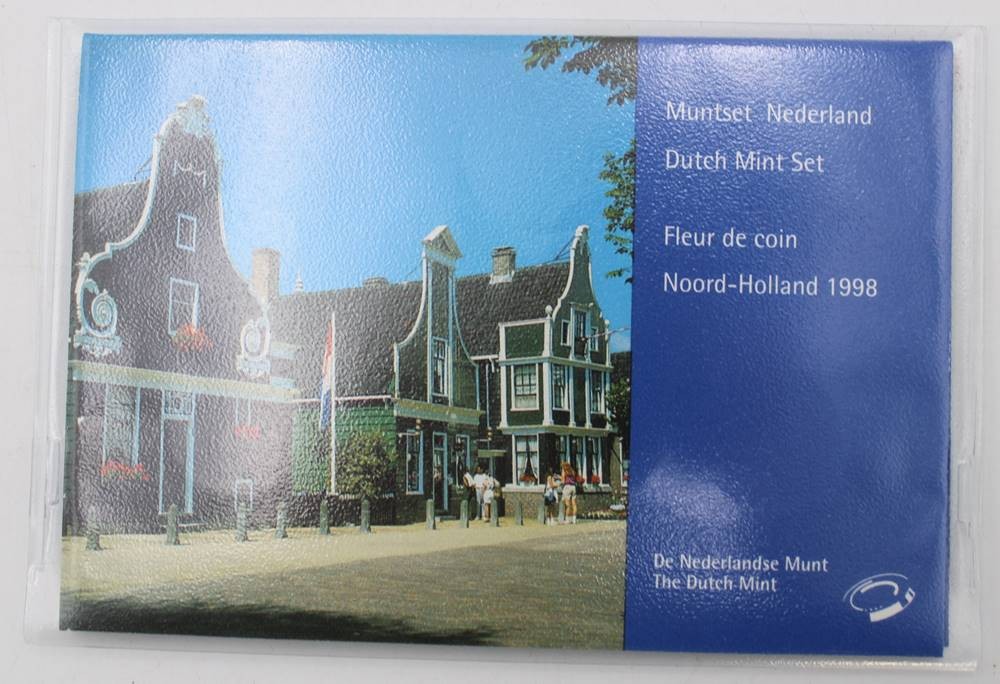 Muntset Nederland
Dutch Mint Set
Fleur de coin
Noord-Holland 1998
De Nederlandse Munt
The Dutch Mint